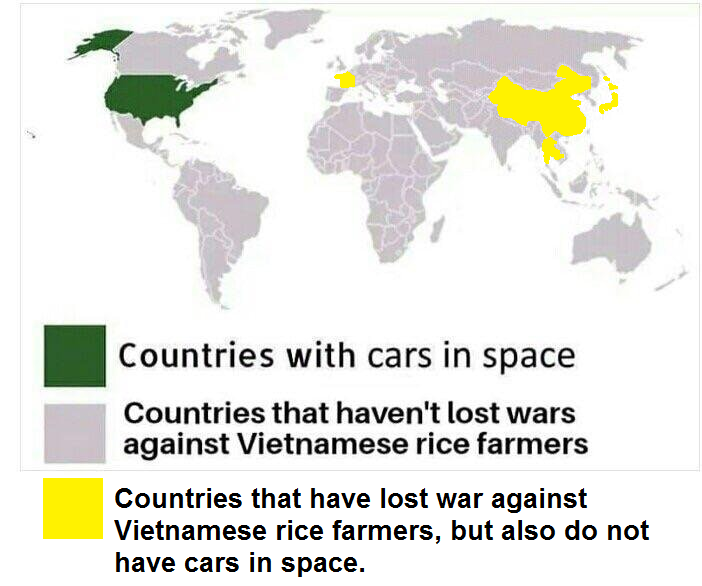 Countries with cars in space
Countries that haven't lost wars
against Vietnamese rice farmers
Countries that have lost war against
Vietnamese rice farmers, but also do not
have cars in space.